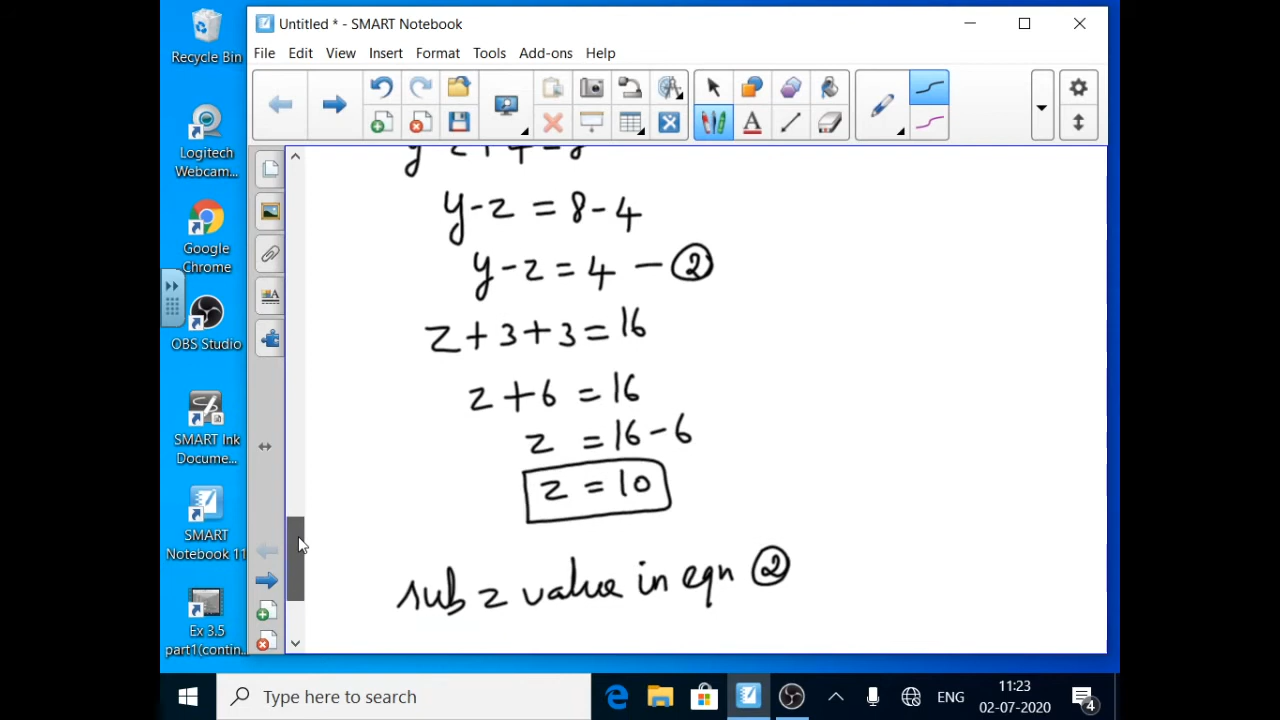 Untitled * - SMART Notebook
File Edit View Insert Format Tools Add-ons Help
Recycle Bin
Logitech
Webcam...
Google
Chrome
OBS Studio
SMART Ink
Docume...
SMART
Notebook 11
Ex 3.5
part1(contin...
y-z = 8-4
y-z = 4 - ②
z + 3 + 3 = 16
z + 6 = 16
z = 16 - 6
z = 10
sub z value in eqn ②
Type here to search
ENG
11:23
02-07-2020
4